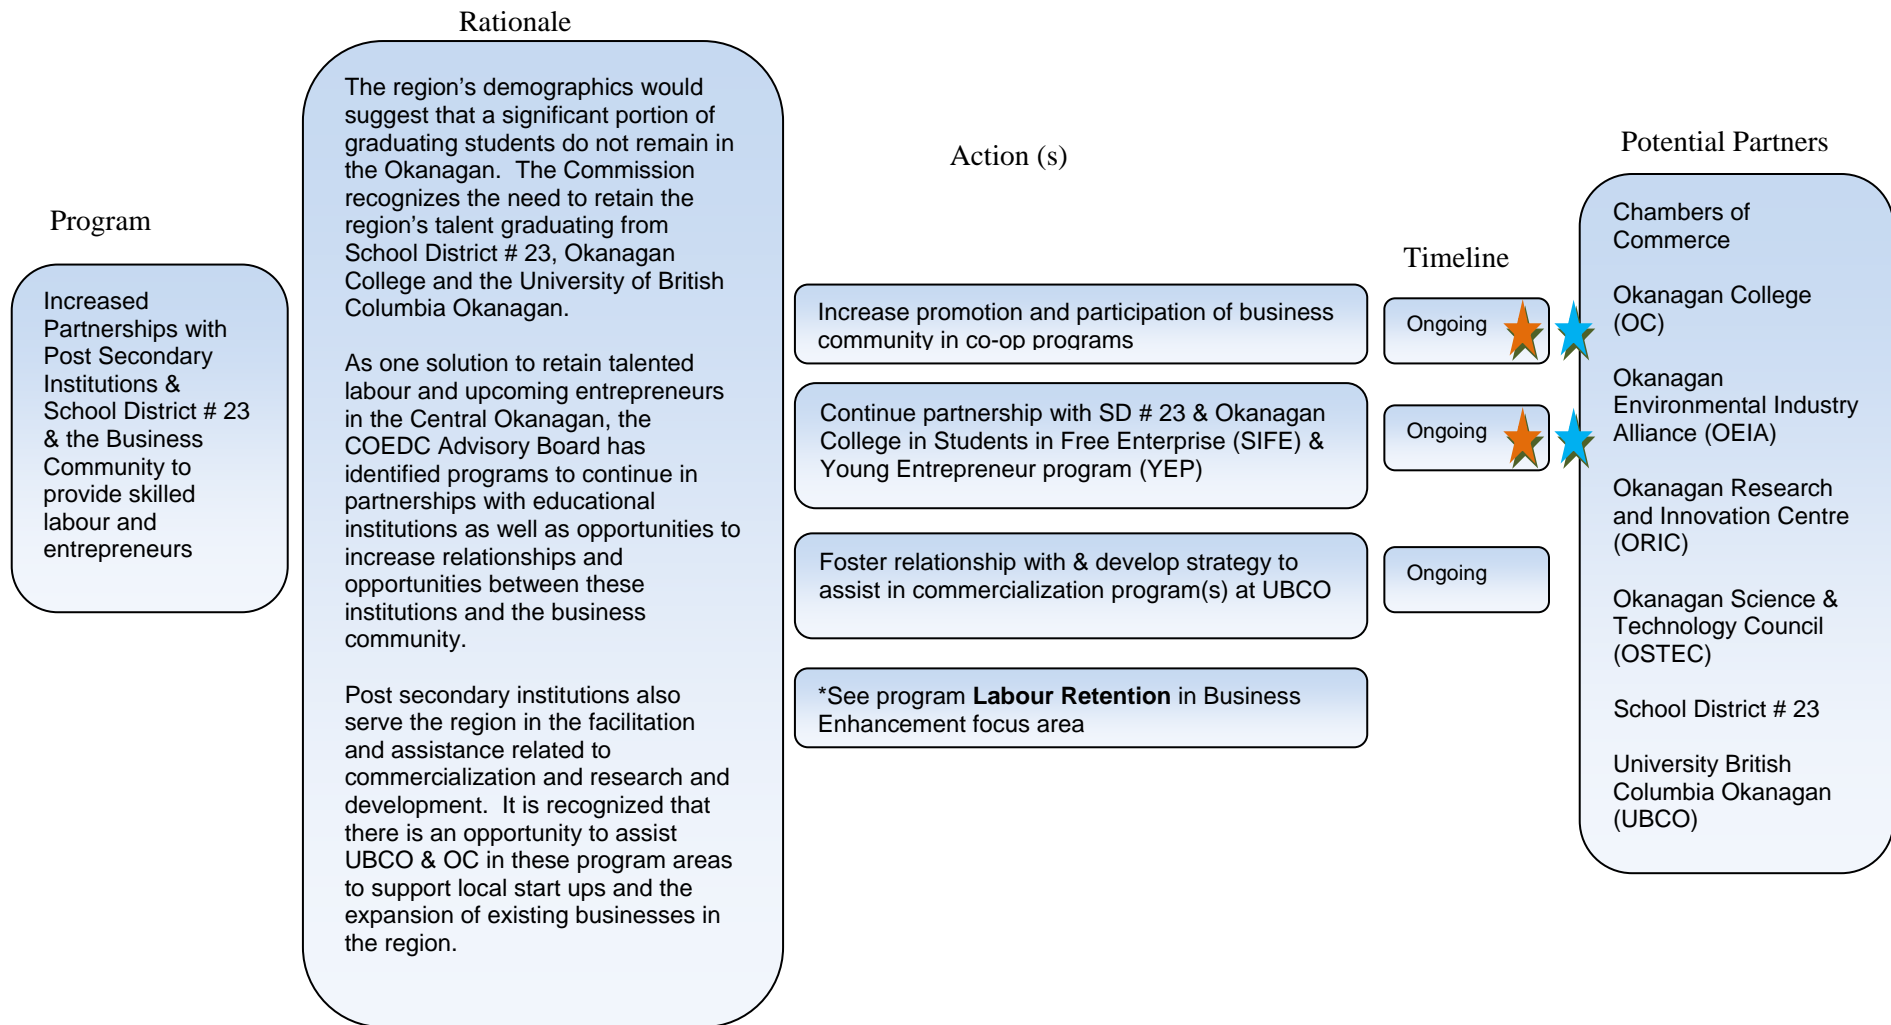 Program
Increased
Partnerships with
Post Secondary
Institutions &
School District # 23
& the Business
Community to
provide skilled
labour and
entrepreneurs
Rationale
The region’s demographics would
suggest that a significant portion of
graduating students do not remain in
the Okanagan.  The Commission
recognizes the need to retain the
region’s talent graduating from
School District # 23, Okanagan
College and the University of British
Columbia Okanagan.
As one solution to retain talented
labour and upcoming entrepreneurs
in the Central Okanagan, the
COEDC Advisory Board has
identified programs to continue in
partnerships with educational
institutions as well as opportunities to
increase relationships and
opportunities between these
institutions and the business
community.
Post secondary institutions also
serve the region in the facilitation
and assistance related to
commercialization and research and
development.  It is recognized that
there is an opportunity to assist
UBCO & OC in these program areas
to support local start ups and the
expansion of existing businesses in
the region.
Action (s)
Increase promotion and participation of business
community in co-op programs
Continue partnership with SD # 23 & Okanagan
College in Students in Free Enterprise (SIFE) &
Young Entrepreneur program (YEP)
Foster relationship with & develop strategy to
assist in commercialization program(s) at UBCO
*See program Labour Retention in Business
Enhancement focus area
Timeline
Ongoing
Ongoing
Ongoing
Potential Partners
Chambers of
Commerce
Okanagan College
(OC)
Okanagan
Environmental Industry
Alliance (OEIA)
Okanagan Research
and Innovation Centre
(ORIC)
Okanagan Science &
Technology Council
(OSTEC)
School District # 23
University British
Columbia Okanagan
(UBCO)